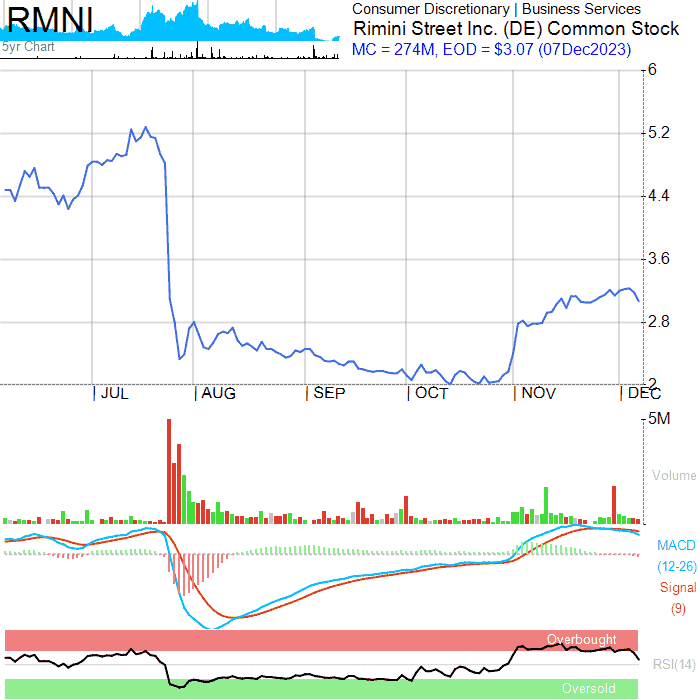 RMNI
5yr Chart
Consumer Discretionary | Business Services
Rimini Street Inc. (DE) Common Stock
MC = 274M, EOD = $3.07 (07Dec2023)
6
5.2
4.4
3.6
2.8
2
JUL AUG SEP OCT NOV DEC
5M
Volume
MACD
(12-26)
Signal
(9)
Overbought
RSI(14)
Oversold